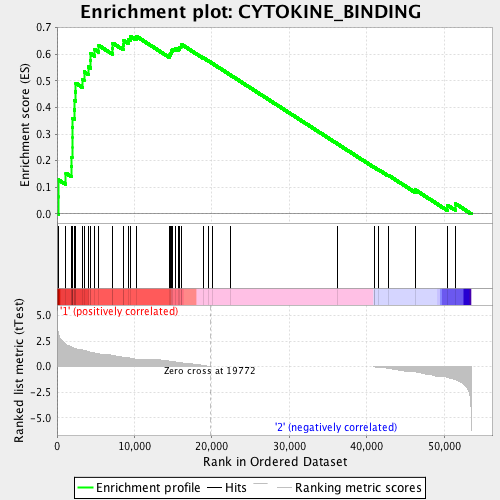 Enrichment plot: CYTOKINE_BINDING
Enrichment score (ES)
0.7
0.6
0.5
0.4
0.3
0.2
0.1
0.0
'1' (positively correlated)
Ranked list metric (tTest)
5.0
2.5
0.0
-2.5
-5.0
Zero cross at 19772
'2' (negatively correlated)
0
10,000
20,000
30,000
40,000
50,000
Rank in Ordered Dataset
Enrichment profile
Hits
Ranking metric scores